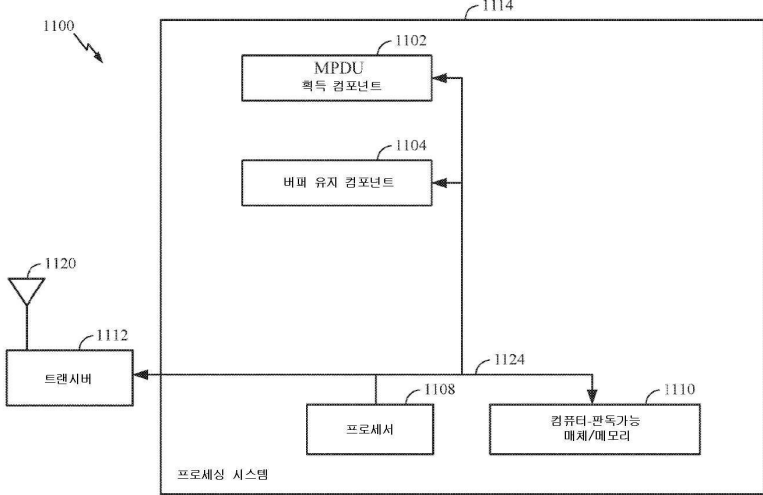 1114
1100
1102
MPDU
획득 컴포넌트
1104
버퍼 유지 컴포넌트
1120
1112
트랜시버
1124
1108
프로세서
1110
컴퓨터-판독가능
매체/메모리
프로세싱 시스템